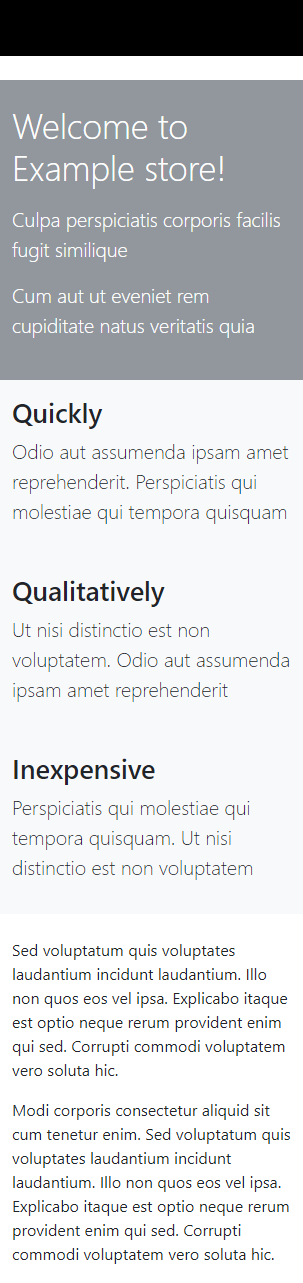 Welcome to
Example store!
Culpa perspiciatis corporis facilis
fugit similique
Cum aut ut eveniet rem
cupiditate natus veritatis quia
Quickly
Odio aut assumenda ipsam amet
reprehenderit. Perspiciatis qui
molestiae qui tempora quisquam
Qualitatively
Ut nisi distinctio est non
voluptatem. Odio aut assumenda
ipsam amet reprehenderit
Inexpensive
Perspiciatis qui molestiae qui
tempora quisquam. Ut nisi
distinctio est non voluptatem
Sed voluptatum quis voluptates
laudantium incidunt laudantium. Illo
non quos eos vel ipsa. Explicabo itaque
est optio neque rerum provident enim
qui sed. Corrupti commodi voluptatem
vero soluta hic.
Modi corporis consectetur aliquid sit
cum tenetur enim. Sed voluptatum quis
voluptates laudantium incidunt
laudantium. Illo non quos eos vel ipsa.
Explicabo itaque est optio neque rerum
provident enim qui sed. Corrupti
commodi voluptatem vero soluta hic.